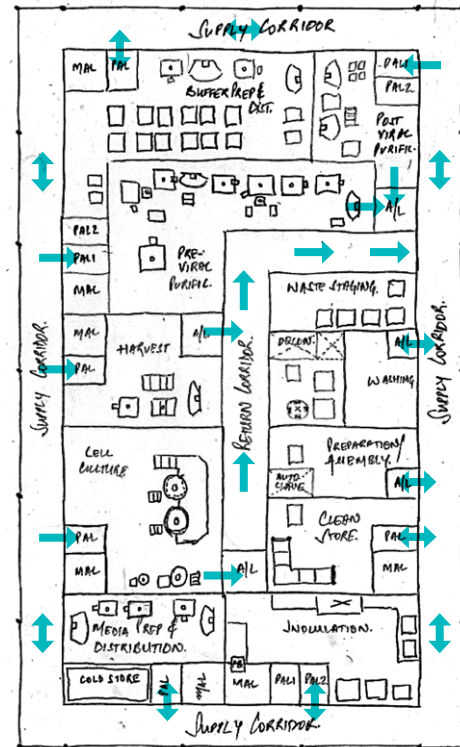 SUPPLY CORRIDOR
MAL
PAL
BUFFER PREP &
DIST.
PAL1
PAL2
POST
VIRAL
PURIFIC.
A/L
PAL2
PAL1
MAL
PRE-
VIRAL
PURIFIC.
WASTE STAGING.
MAL
HARVEST
A/L
DECON.
A/L
PAL
WASHING
SUPPLY CORRIDOR.
RETURN CORRIDOR.
SUPPLY CORRIDOR.
CELL
CULTURE
PREPARATION/
ASSEMBLY.
AUTO-
CLAVE
A/L
CLEAN
STORE.
PAL
PAL
MAL
A/L
MAL
MEDIA PREP &
DISTRIBUTION.
INOCULATION.
PB
COLD STORE
PAL
MAL
MAL
PAL1
PAL2
SUPPLY CORRIDOR.